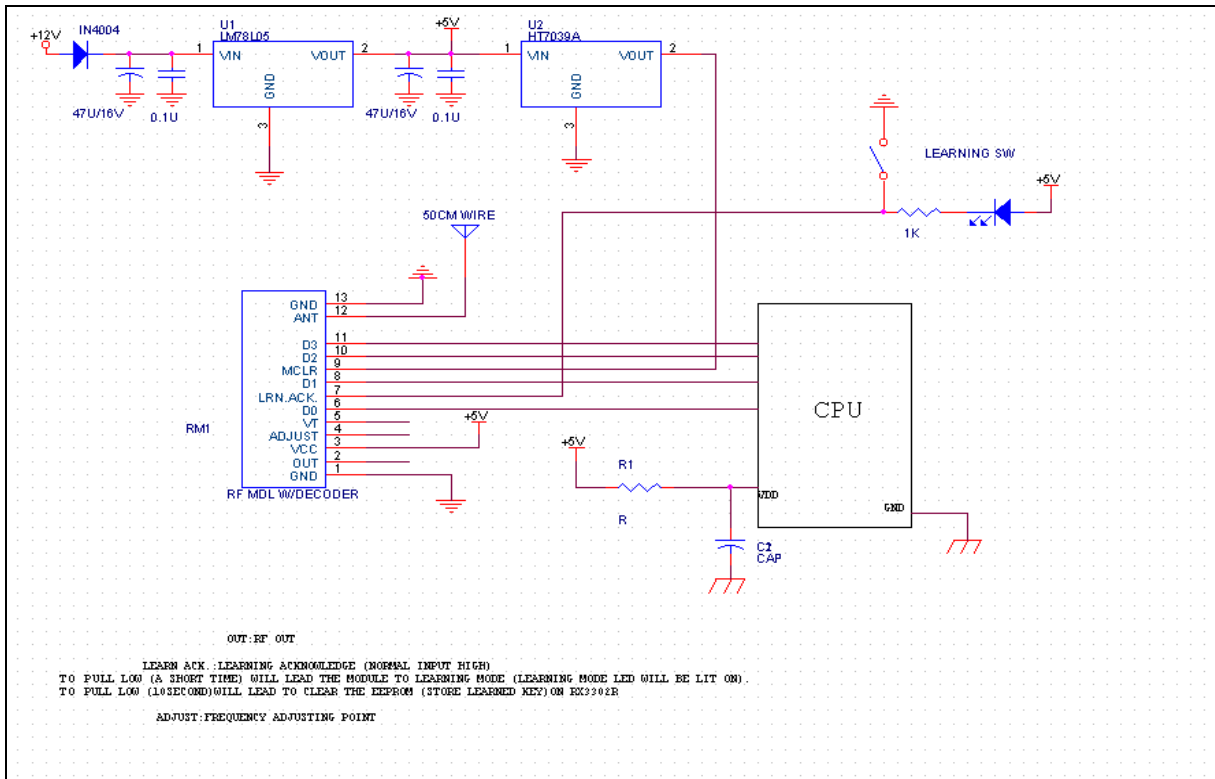 +12V
IN4004
U1
LM78L05
+5V
U2
HT7039A
1
VIN
VOUT
2
1
VIN
VOUT
2
GND
GND
3
3
47U/16V
0.1U
47U/16V
0.1U
LEARNING SW
+5V
1K
50CM WIRE
GND
13
ANT
12
D3
11
D2
10
MCLR
9
D1
8
LRN.ACK.
7
D0
6
VT
5
ADJUST
4
VCC
3
OUT
2
GND
1
RM1
RF MDL W/DECODER
+5V
CPU
+5V
R1
R
VDD
GND
C2
CAP
OUT:RF OUT
LEARN ACK.:LEARNING ACKNOWLEDGE (NORMAL INPUT HIGH)
TO PULL LOW (A SHORT TIME) WILL LEAD THE MODULE TO LEARNING MODE (LEARNING MODE LED WILL BE LIT ON).
TO PULL LOW (10SECOND)WILL LEAD TO CLEAR THE EEPROM (STORE LEARNED KEY)ON RX3302R
ADJUST:FREQUENCY ADJUSTING POINT